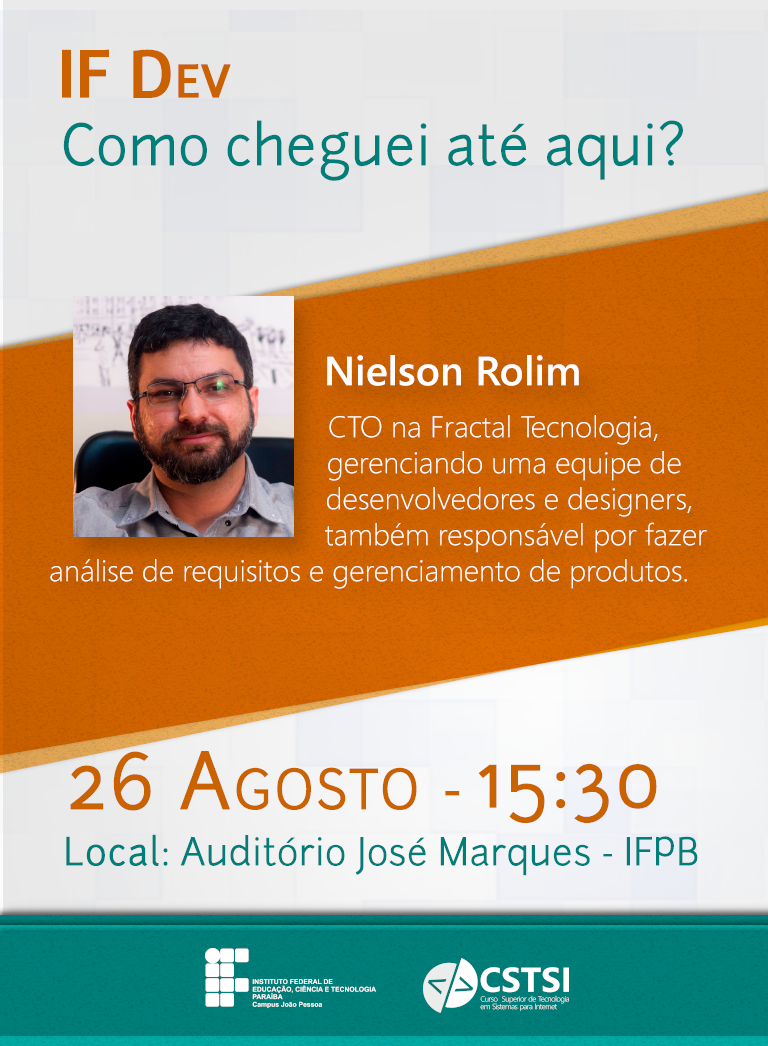 IF DEV
Como cheguei até aqui?
Nielson Rolim
CTO na Fractal Tecnologia,
gerenciando uma equipe de
desenvolvedores e designers,
também responsável por fazer
análise de requisitos e gerenciamento de produtos.
26 AGOSTO - 15:30
Local: Auditório José Marques - IFPB
INSTITUTO FEDERAL DE
EDUCAÇÃO, CIÊNCIA E TECNOLOGIA
PARAÍBA
Campus João Pessoa
</> CSTSI
Curso Superior de Tecnologia
em Sistemas para Internet